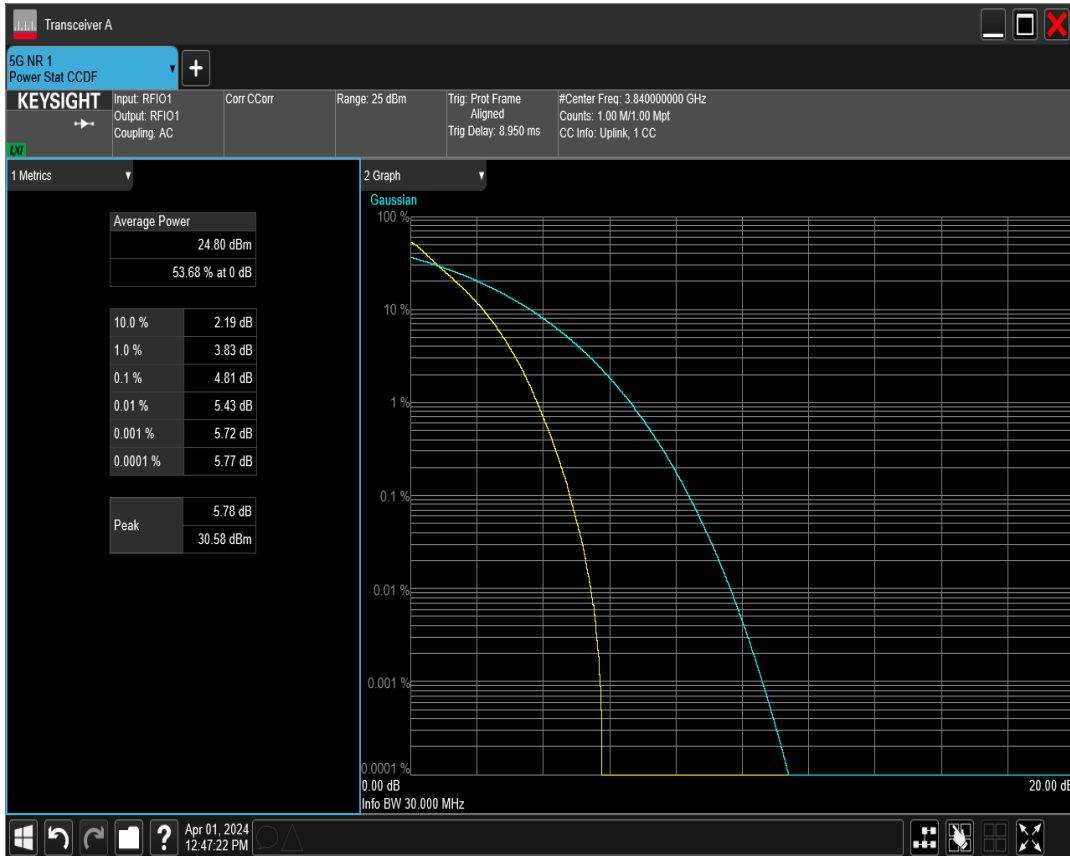 Transceiver A
5G NR 1
Power Stat CCDF
KEYSIGHT
LXI
Input: RFIO1
Output: RFIO1
Coupling: AC
Corr CCorr
Range: 25 dBm
Trig: Prot Frame
Aligned
Trig Delay: 8.950 ms
#Center Freq: 3.840000000 GHz
Counts: 1.00 M/1.00 Mpt
CC Info: Uplink, 1 CC
1 Metrics
Average Power
24.80 dBm
53.68 % at 0 dB
10.0 % 2.19 dB
1.0 % 3.83 dB
0.1 % 4.81 dB
0.01 % 5.43 dB
0.001 % 5.72 dB
0.0001 % 5.77 dB
Peak
5.78 dB
30.58 dBm
2 Graph
Gaussian
100 %
10 %
1 %
0.1 %
0.01 %
0.001 %
0.0001 %
0.00 dB 20.00 dB
Info BW 30.000 MHz
? Apr 01, 2024
12:47:22 PM